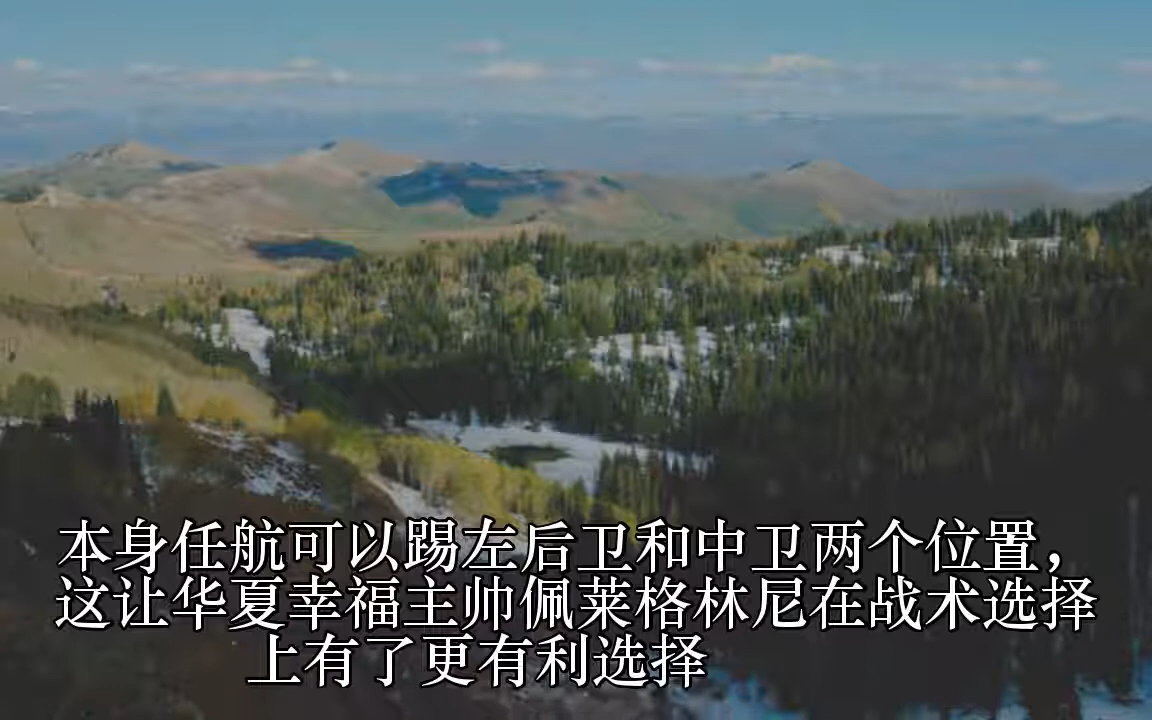 本身任航可以踢左后卫和中卫两个位置，
这让华夏幸福主帅佩莱格林尼在战术选择
上有了更有利选择